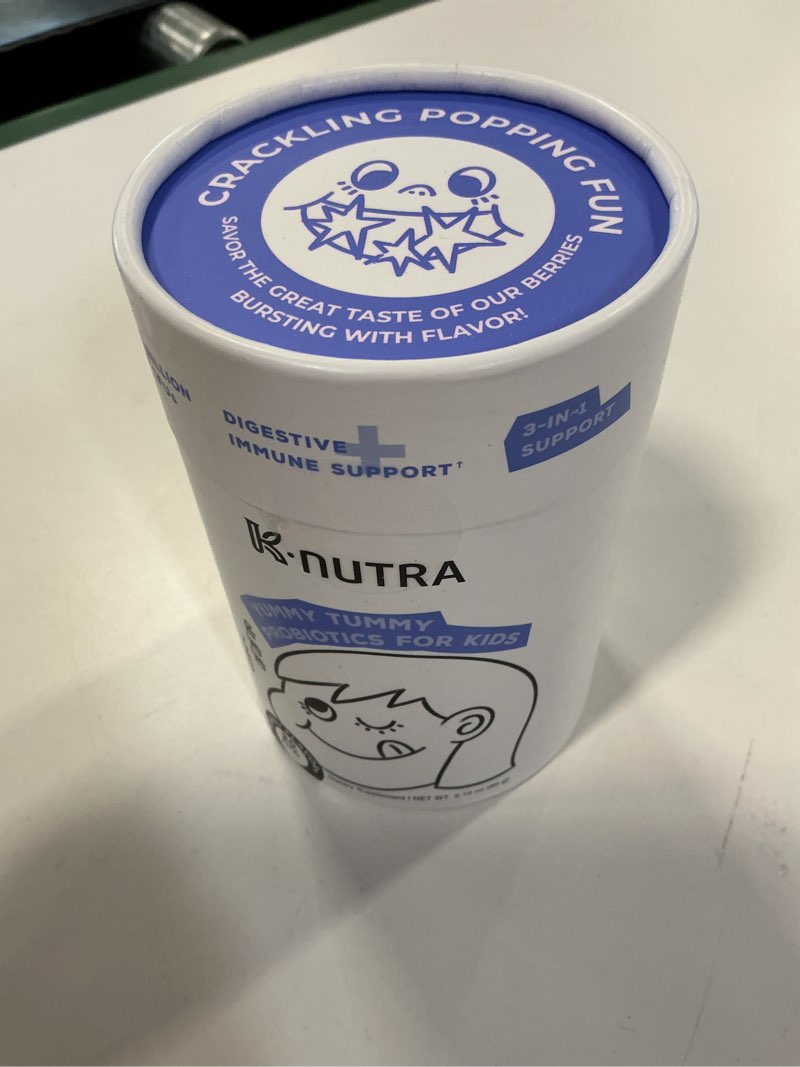 CRACKLING POPPING FUN
SAVOR THE GREAT TASTE OF OUR BERRIES
BURSTING WITH FLAVOR!
DIGESTIVE
IMMUNE SUPPORT†
3-IN-1
SUPPORT
K·NUTRA
YUMMY TUMMY
PROBIOTICS FOR KIDS